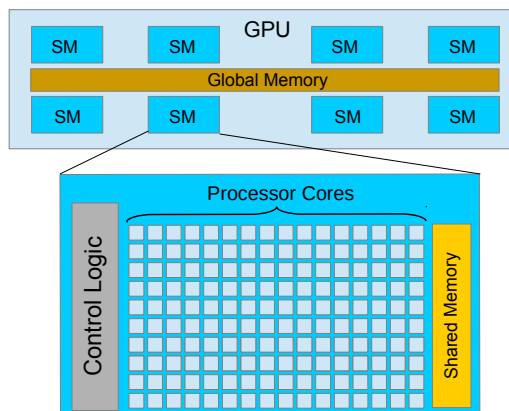 GPU
SM SM SM SM
Global Memory
SM SM SM SM
Processor Cores
Control Logic
Shared Memory